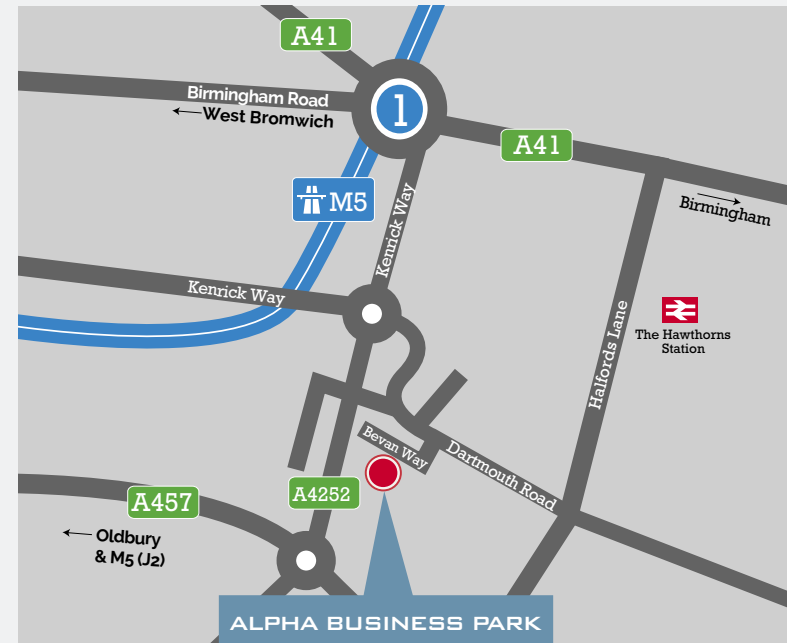 A41
Birmingham Road
West Bromwich
1
A41
M5
Kenrick Way
Birmingham
Kenrick Way
The Hawthorns
Station
Halfords Lane
Bevan Way
Dartmouth Road
A4252
A457
Oldbury
& M5 (J2)
ALPHA BUSINESS PARK